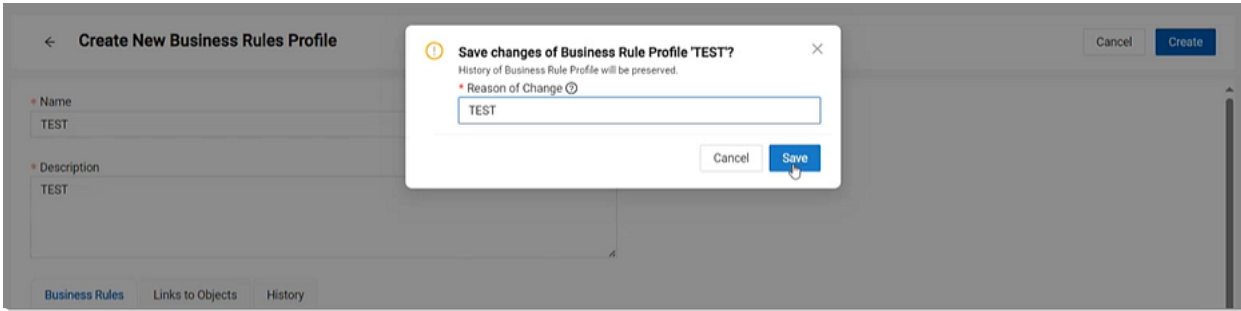 ← Create New Business Rules Profile
Cancel Create
* Name
TEST
* Description
TEST
Business Rules Links to Objects History
Save changes of Business Rule Profile 'TEST'?
History of Business Rule Profile will be preserved.
* Reason of Change
TEST
Cancel Save